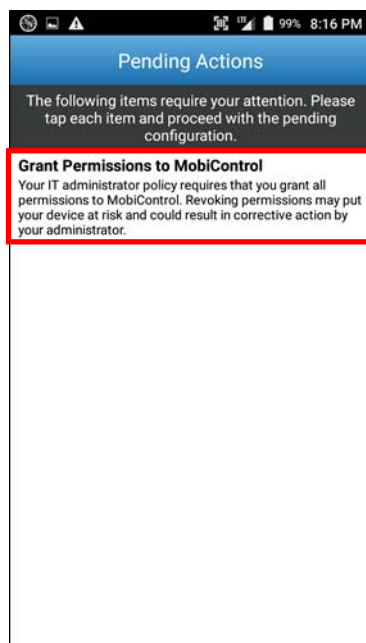 LTE 99% 8:16 PM
Pending Actions
The following items require your attention. Please
tap each item and proceed with the pending
configuration.
Grant Permissions to MobiControl
Your IT administrator policy requires that you grant all
permissions to MobiControl. Revoking permissions may put
your device at risk and could result in corrective action by
your administrator.